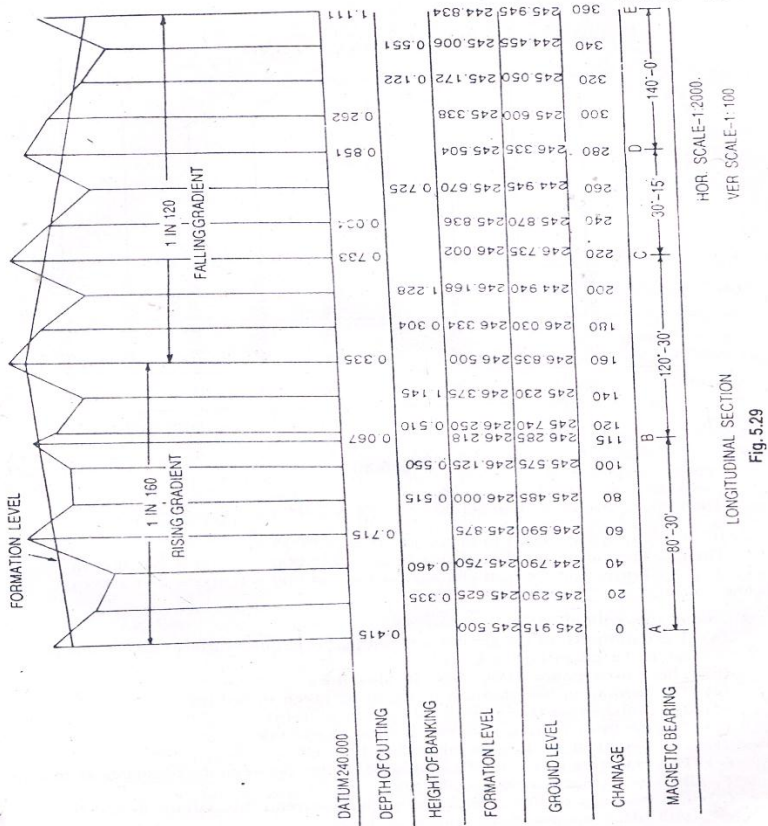 FORMATION LEVEL
1 IN 160
RISING GRADIENT
1 IN 120
FALLING GRADIENT
DATUM 240.000
DEPTH OF CUTTING 0.415 0.715 0.067 0.335 0.733 0.851 0.262 1.111
HEIGHT OF BANKING 0.335 0.460 0.515 0.550 0.510 1.145 0.304 1.228 0.725 0.122 0.551
FORMATION LEVEL 245.500 245.625 245.750 245.875 246.000 246.125 246.218 246.250 246.375 246.500 246.334 246.168 246.002 245.836 245.670 245.504 245.338 245.172 245.006 244.834
GROUND LEVEL 245.915 245.290 244.790 246.590 245.485 245.575 246.285 245.740 245.230 246.835 246.030 244.940 246.735 245.870 244.945 246.335 245.600 245.050 244.455 245.945
CHAINAGE 0 20 40 60 80 100 115 120 140 160 180 200 220 240 260 280 300 320 340 360
MAGNETIC BEARING A 80°-30' B 120°-30' C 30°-15' D 140°-0' E
HOR. SCALE-1:2000.
LONGITUDINAL SECTION
VER SCALE-1:100
Fig. 5.29